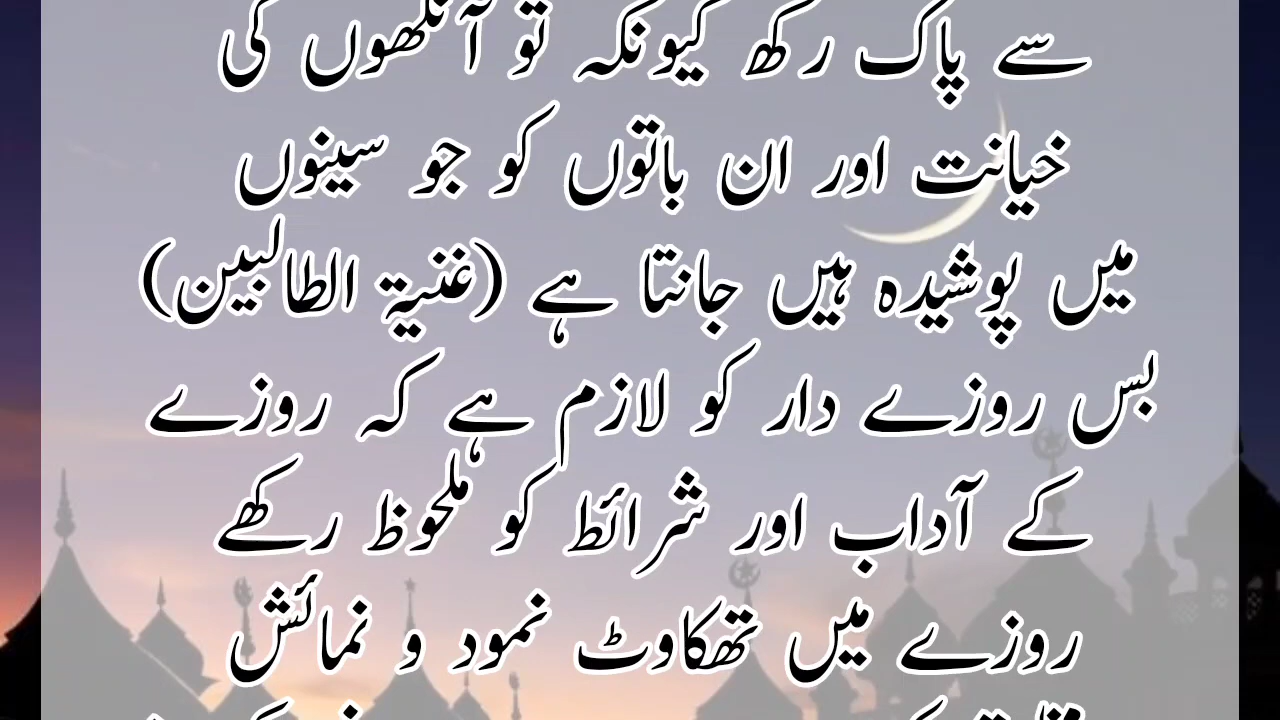 سے پاک رکھ کیونکہ تو آنکھوں کی
خیانت اور ان باتوں کو جو سینوں
میں پوشیدہ ہیں جانتا ہے (غنیۃ الطالبین)
بس روزے دار کو لازم ہے کہ روزے
کے آداب اور شرائط کو ملحوظ رکھے
روزے میں تھکاوٹ نمود و نمائش